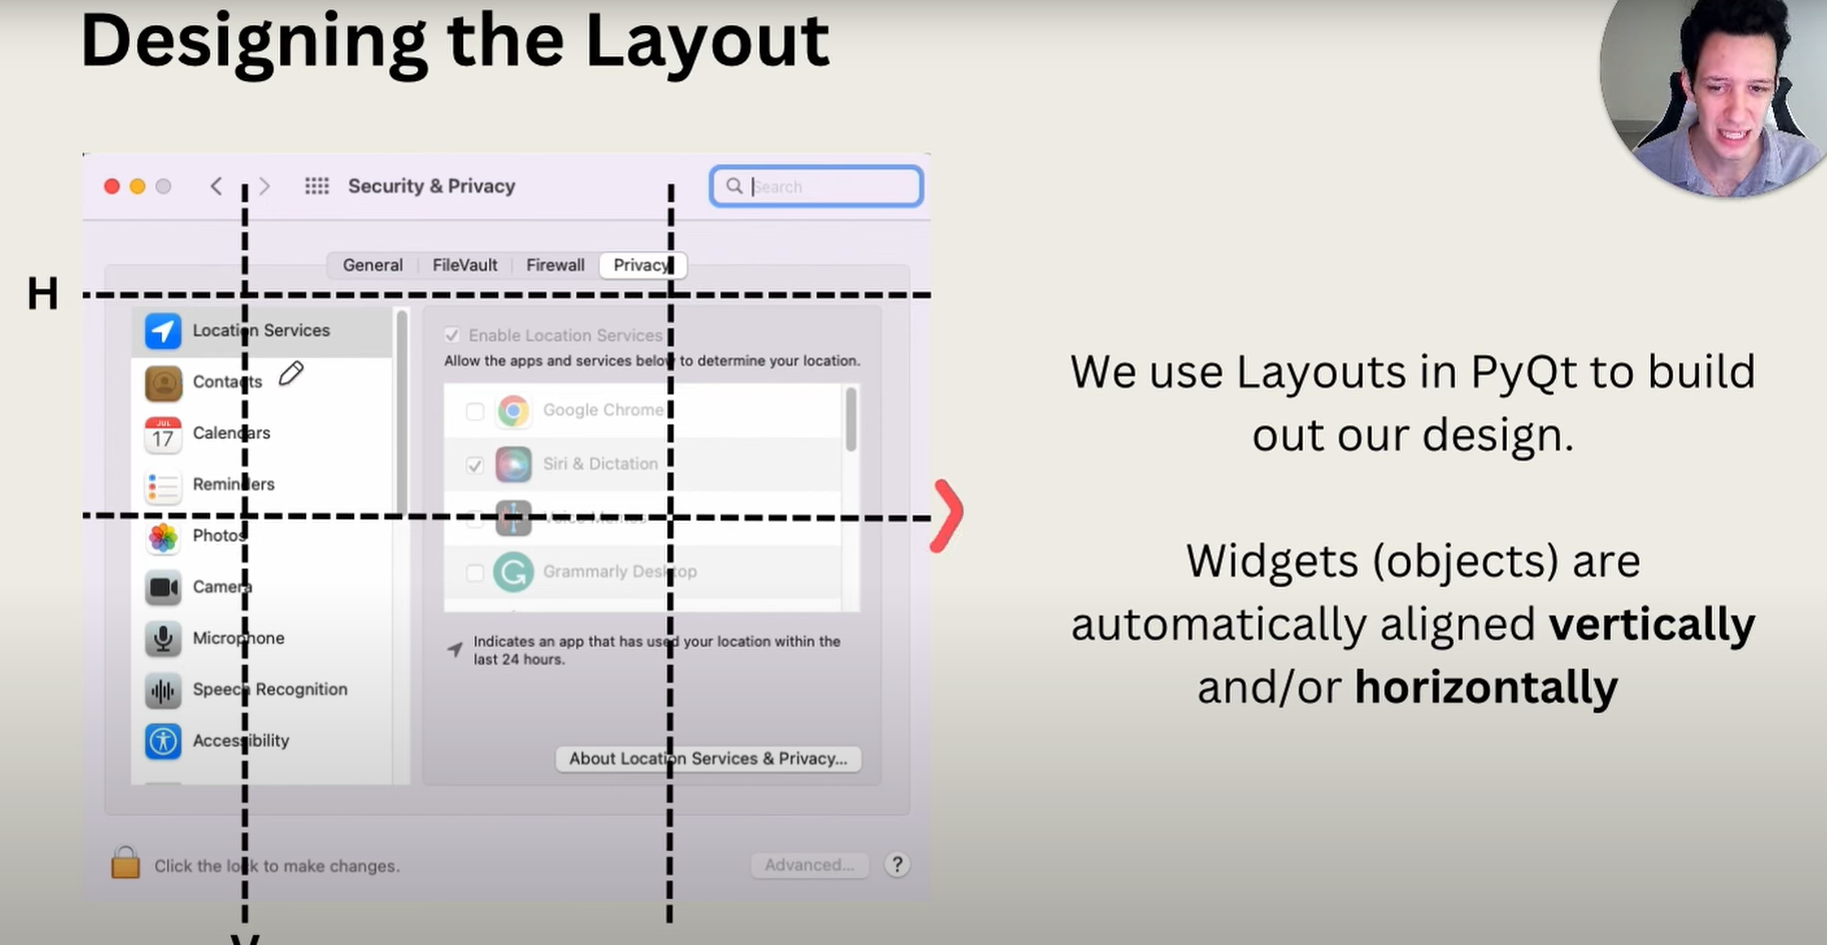 Designing the Layout
Security & Privacy
Search
General
FileVault
Firewall
Privacy
H
Location Services
Contacts
JUL
17
Calendars
Reminders
Photos
Camera
Microphone
Speech Recognition
Accessibility
Enable Location Services
Allow the apps and services below to determine your location.
Google Chrome
Siri & Dictation
Voice Memos
Grammarly Desktop
Indicates an app that has used your location within the
last 24 hours.
About Location Services & Privacy...
Click the lock to make changes.
Advanced...
?
V
We use Layouts in PyQt to build
out our design.
Widgets (objects) are
automatically aligned vertically
and/or horizontally